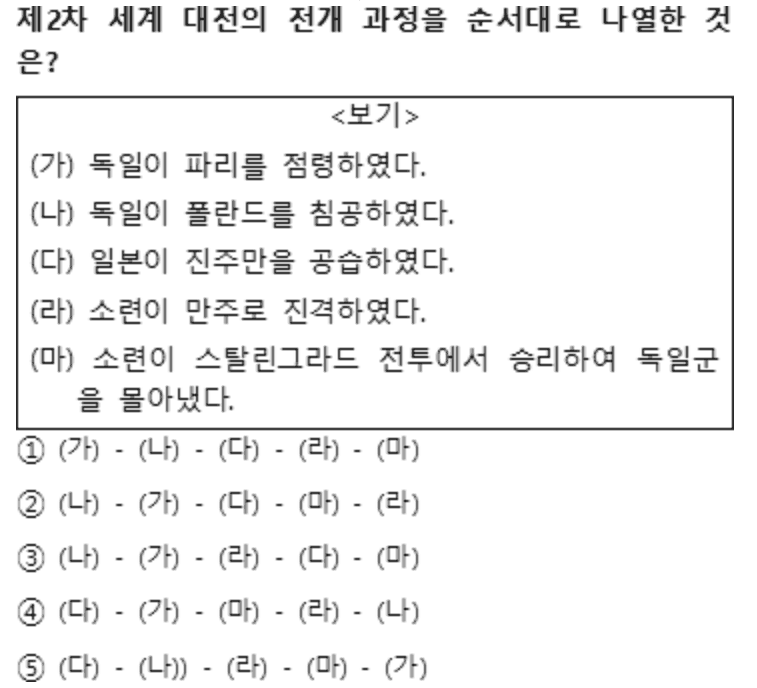 제2차 세계 대전의 전개 과정을 순서대로 나열한 것
은?
<보기>
(가) 독일이 파리를 점령하였다.
(나) 독일이 폴란드를 침공하였다.
(다) 일본이 진주만을 공습하였다.
(라) 소련이 만주로 진격하였다.
(마) 소련이 스탈린그라드 전투에서 승리하여 독일군
을 몰아냈다.
① (가) - (나) - (다) - (라) - (마)
② (나) - (가) - (다) - (마) - (라)
③ (나) - (가) - (라) - (다) - (마)
④ (다) - (가) - (마) - (라) - (나)
⑤ (다) - (나)) - (라) - (마) - (가)